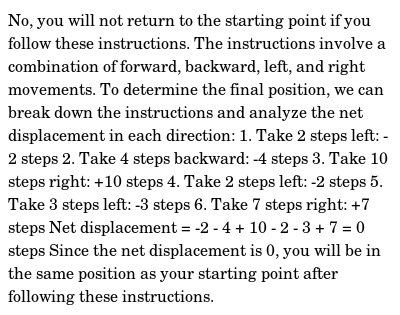 No, you will not return to the starting point if you
follow these instructions. The instructions involve a
combination of forward, backward, left, and right
movements. To determine the final position, we can
break down the instructions and analyze the net
displacement in each direction: 1. Take 2 steps left: -
2 steps 2. Take 4 steps backward: -4 steps 3. Take 10
steps right: +10 steps 4. Take 2 steps left: -2 steps 5.
Take 3 steps left: -3 steps 6. Take 7 steps right: +7
steps Net displacement = -2 - 4 + 10 - 2 - 3 + 7 = 0
steps Since the net displacement is 0, you will be in
the same position as your starting point after
following these instructions.